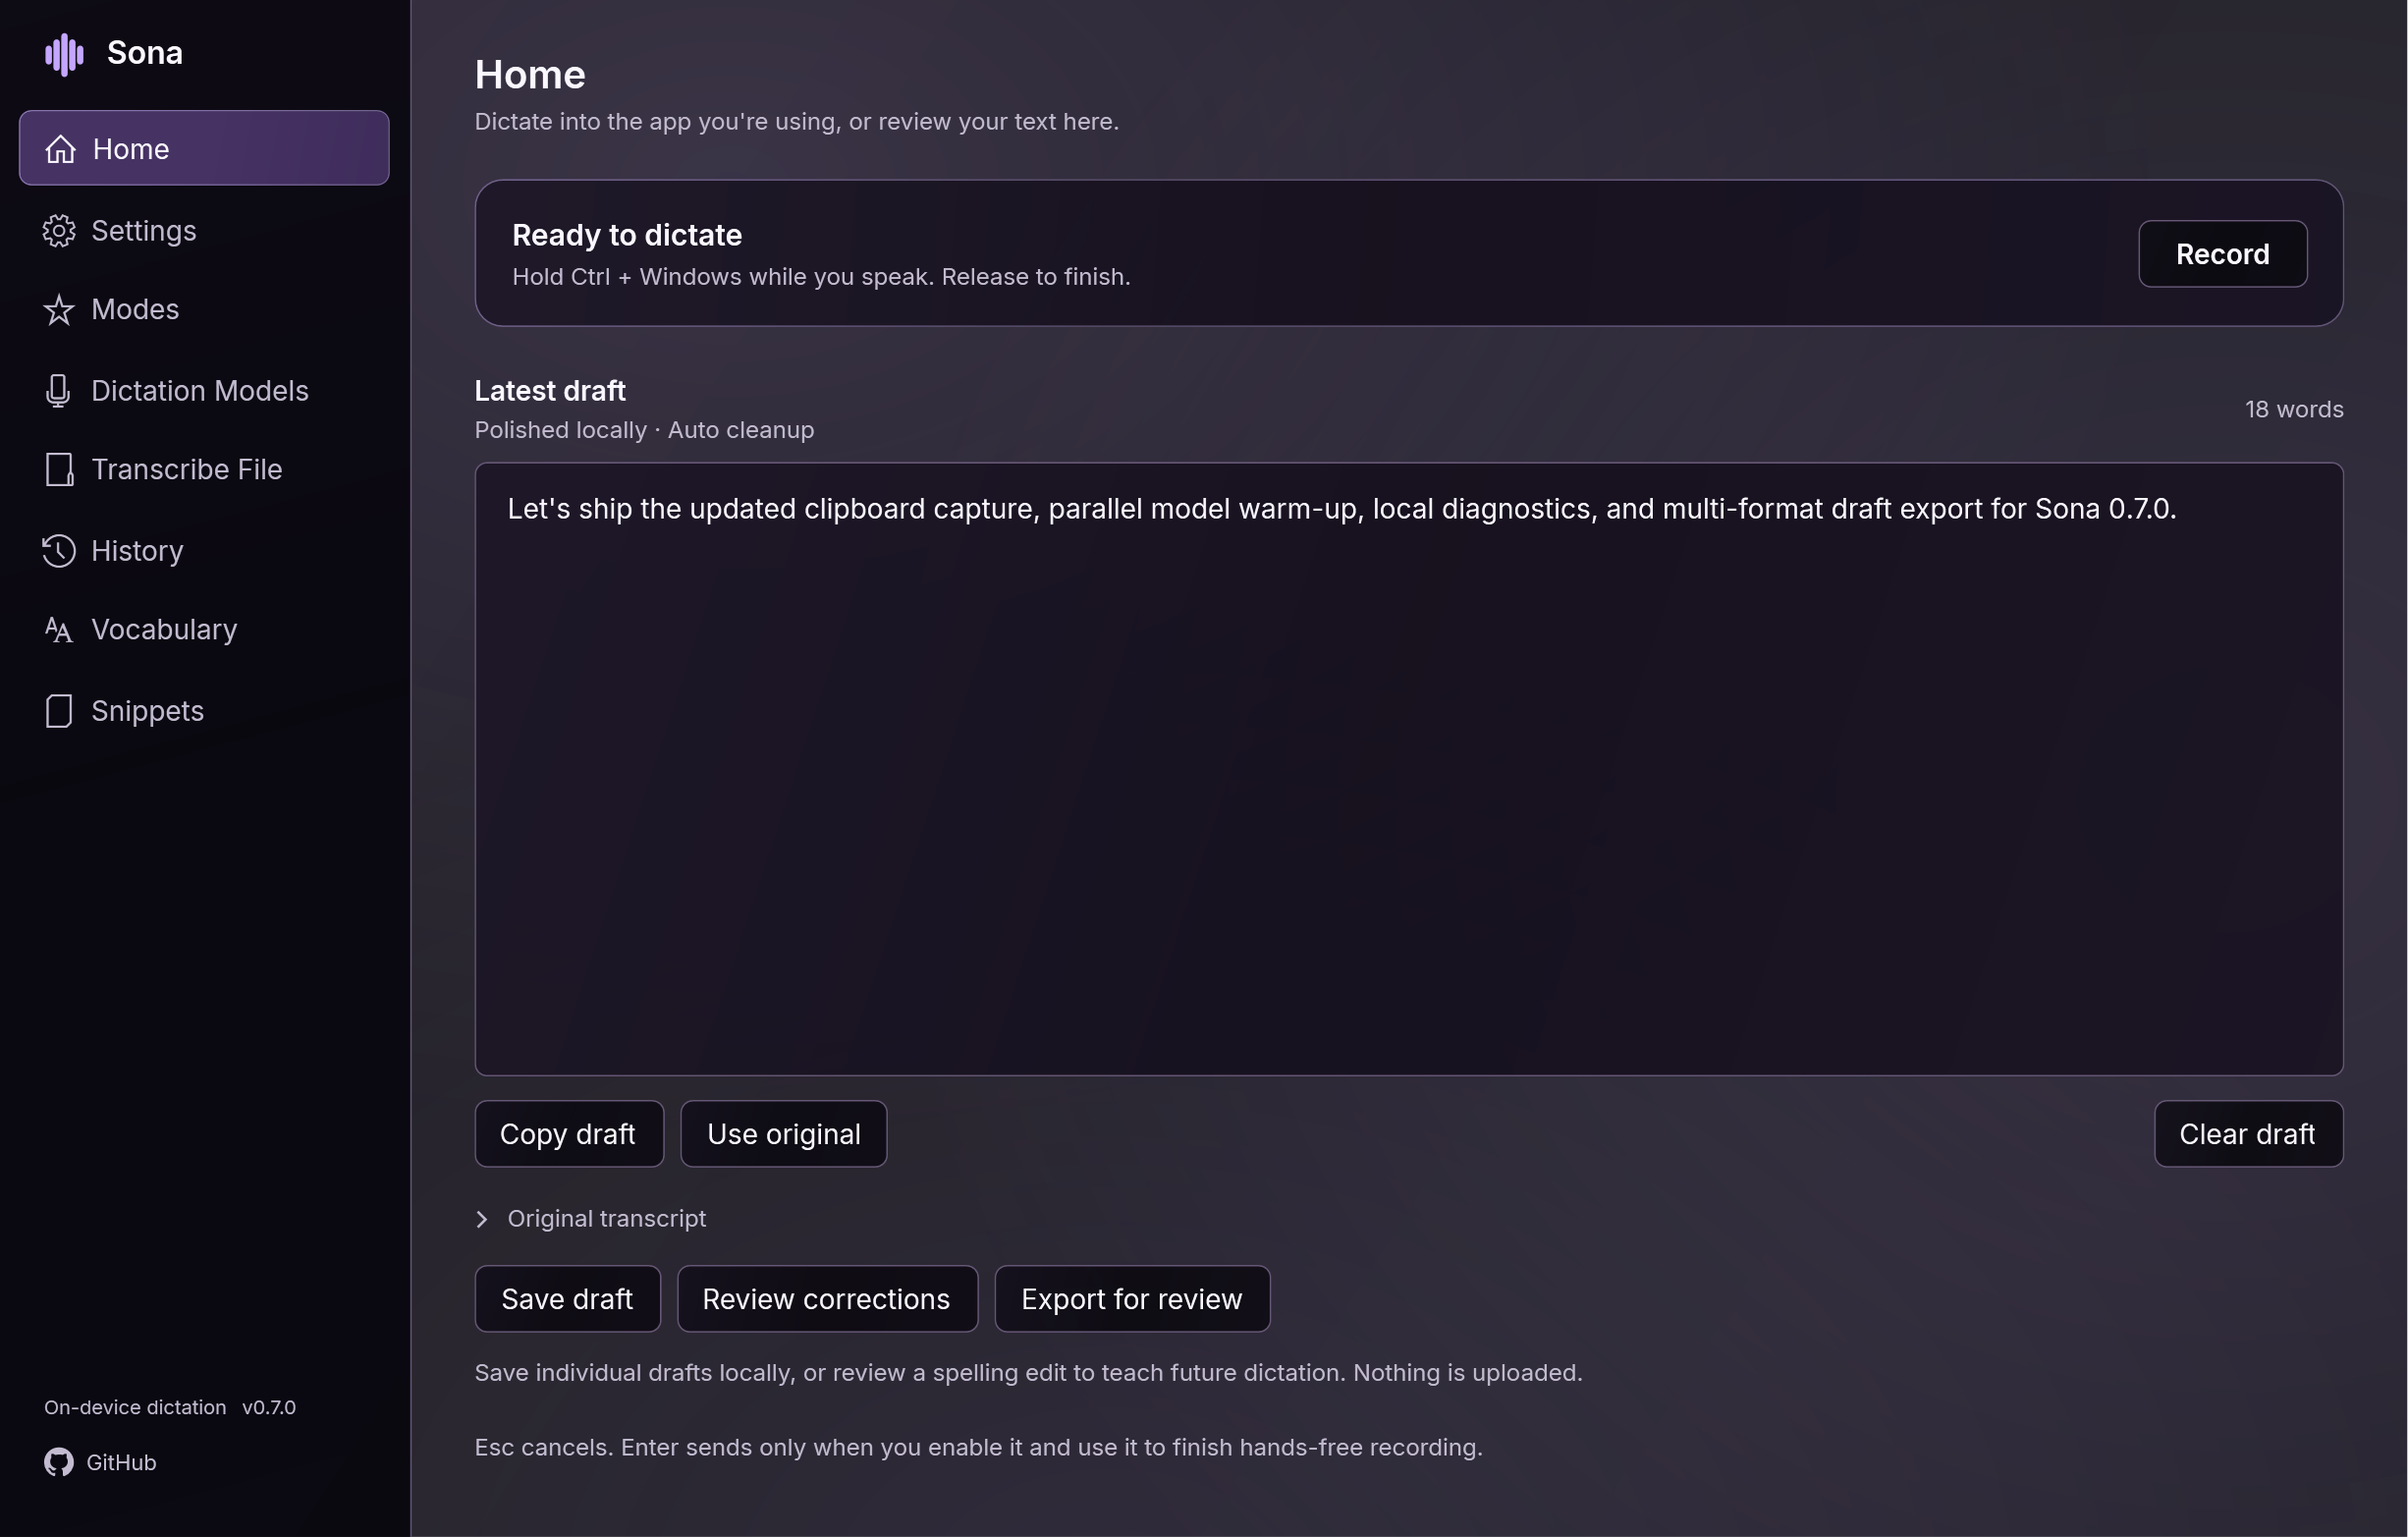 Sona
Home
Settings
Modes
Dictation Models
Transcribe File
History
Vocabulary
Snippets
On-device dictation v0.7.0
GitHub
Home
Dictate into the app you're using, or review your text here.
Ready to dictate
Hold Ctrl + Windows while you speak. Release to finish.
Record
Latest draft
Polished locally · Auto cleanup
18 words
Let's ship the updated clipboard capture, parallel model warm-up, local diagnostics, and multi-format draft export for Sona 0.7.0.
Copy draft
Use original
Clear draft
Original transcript
Save draft
Review corrections
Export for review
Save individual drafts locally, or review a spelling edit to teach future dictation. Nothing is uploaded.
Esc cancels. Enter sends only when you enable it and use it to finish hands-free recording.